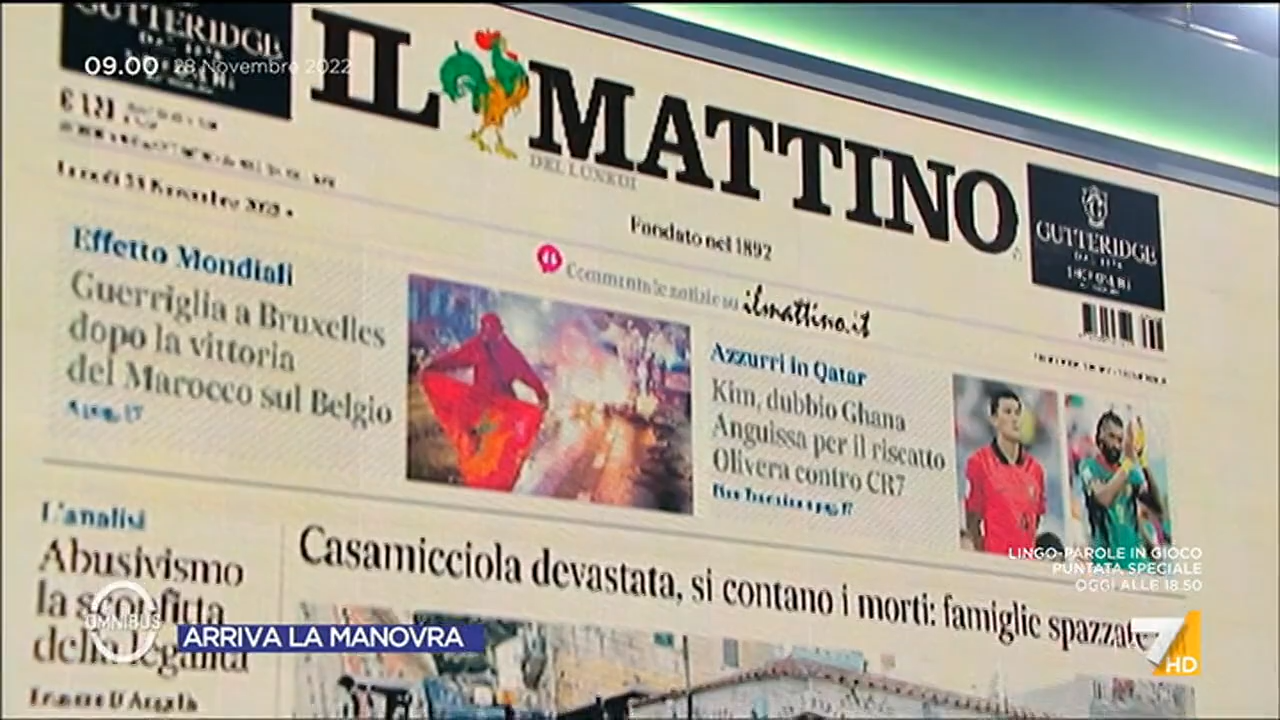 GUTTERIDGE
09.00 28 Novembre 2022
IL MATTINO
DEL LUNEDI
Fondato nel 1892
Commenta le notizie su ilmattino.it
GUTTERIDGE
Effetto Mondiali
Guerriglia a Bruxelles
dopo la vittoria
del Marocco sul Belgio
Azzurri in Qatar
Kim, dubbio Ghana
Anguissa per il riscatto
Olivera contro CR7
L'analisi
Abusivismo
la sconfitta
della legalità
Casamicciola devastata, si contano i morti: famiglie spazzate
LINGO-PAROLE IN GIOCO
PUNTATA SPECIALE
OGGI ALLE 18.50
OMNIBUS
ARRIVA LA MANOVRA
7 HD